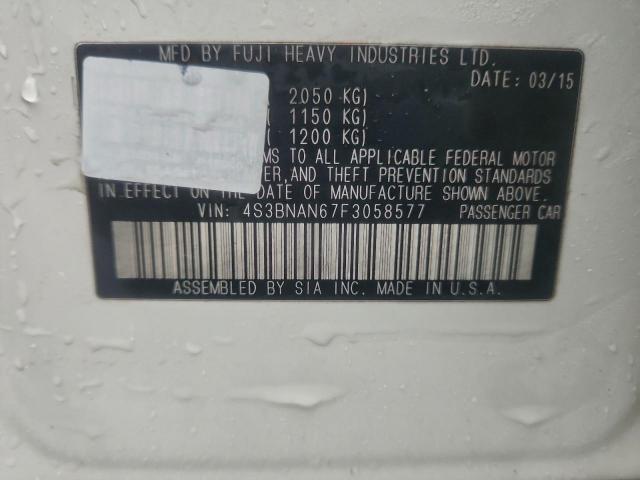 MFD BY FUJI HEAVY INDUSTRIES LTD.
DATE: 03/15
2050 KG)
( 1150 KG)
( 1200 KG)
TO ALL APPLICABLE FEDERAL MOTOR
AND THEFT PREVENTION STANDARDS
IN EFFECT ON THE DATE OF MANUFACTURE SHOWN ABOVE.
VIN: 4S3BNAN67F3058577 PASSENGER CAR
ASSEMBLED BY SIA INC. MADE IN U.S.A.